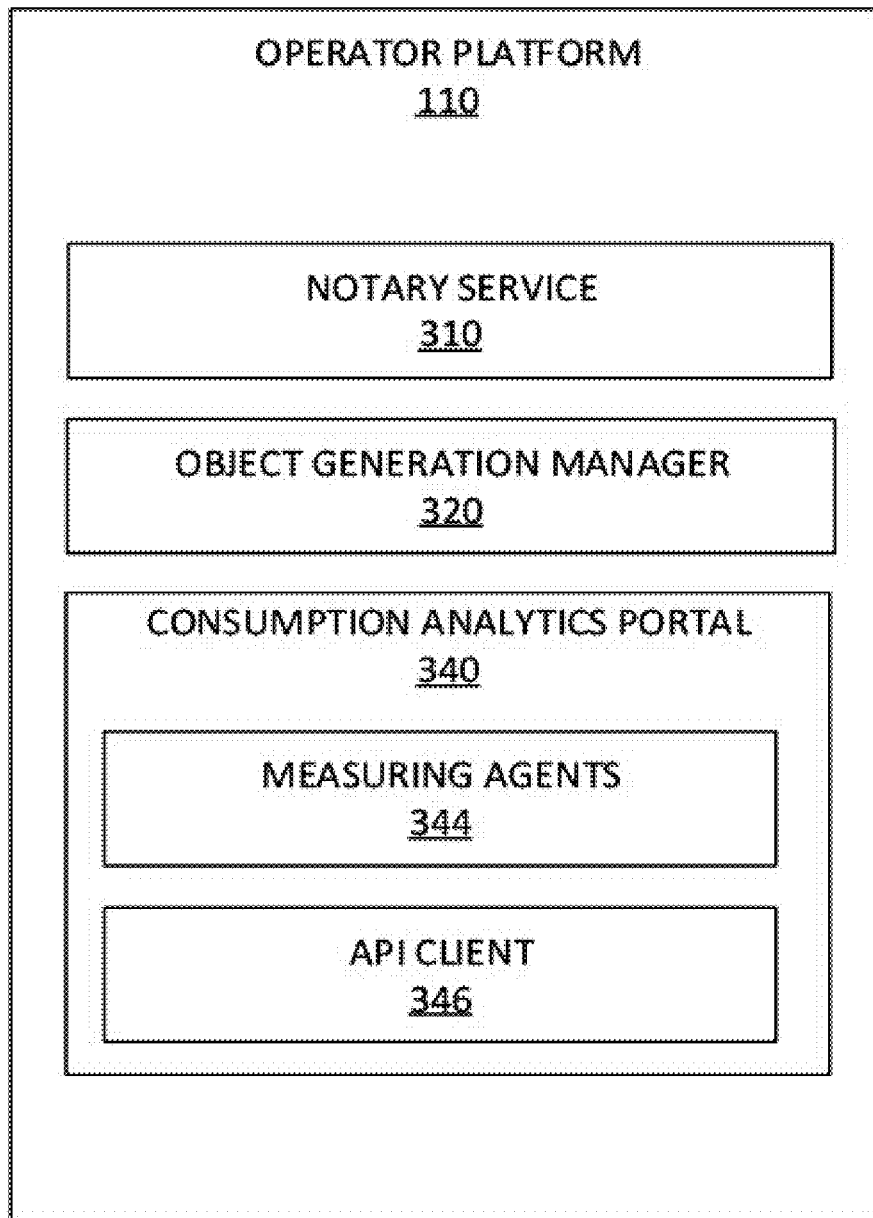 OPERATOR PLATFORM
110
NOTARY SERVICE
310
OBJECT GENERATION MANAGER
320
CONSUMPTION ANALYTICS PORTAL
340
MEASURING AGENTS
344
API CLIENT
346